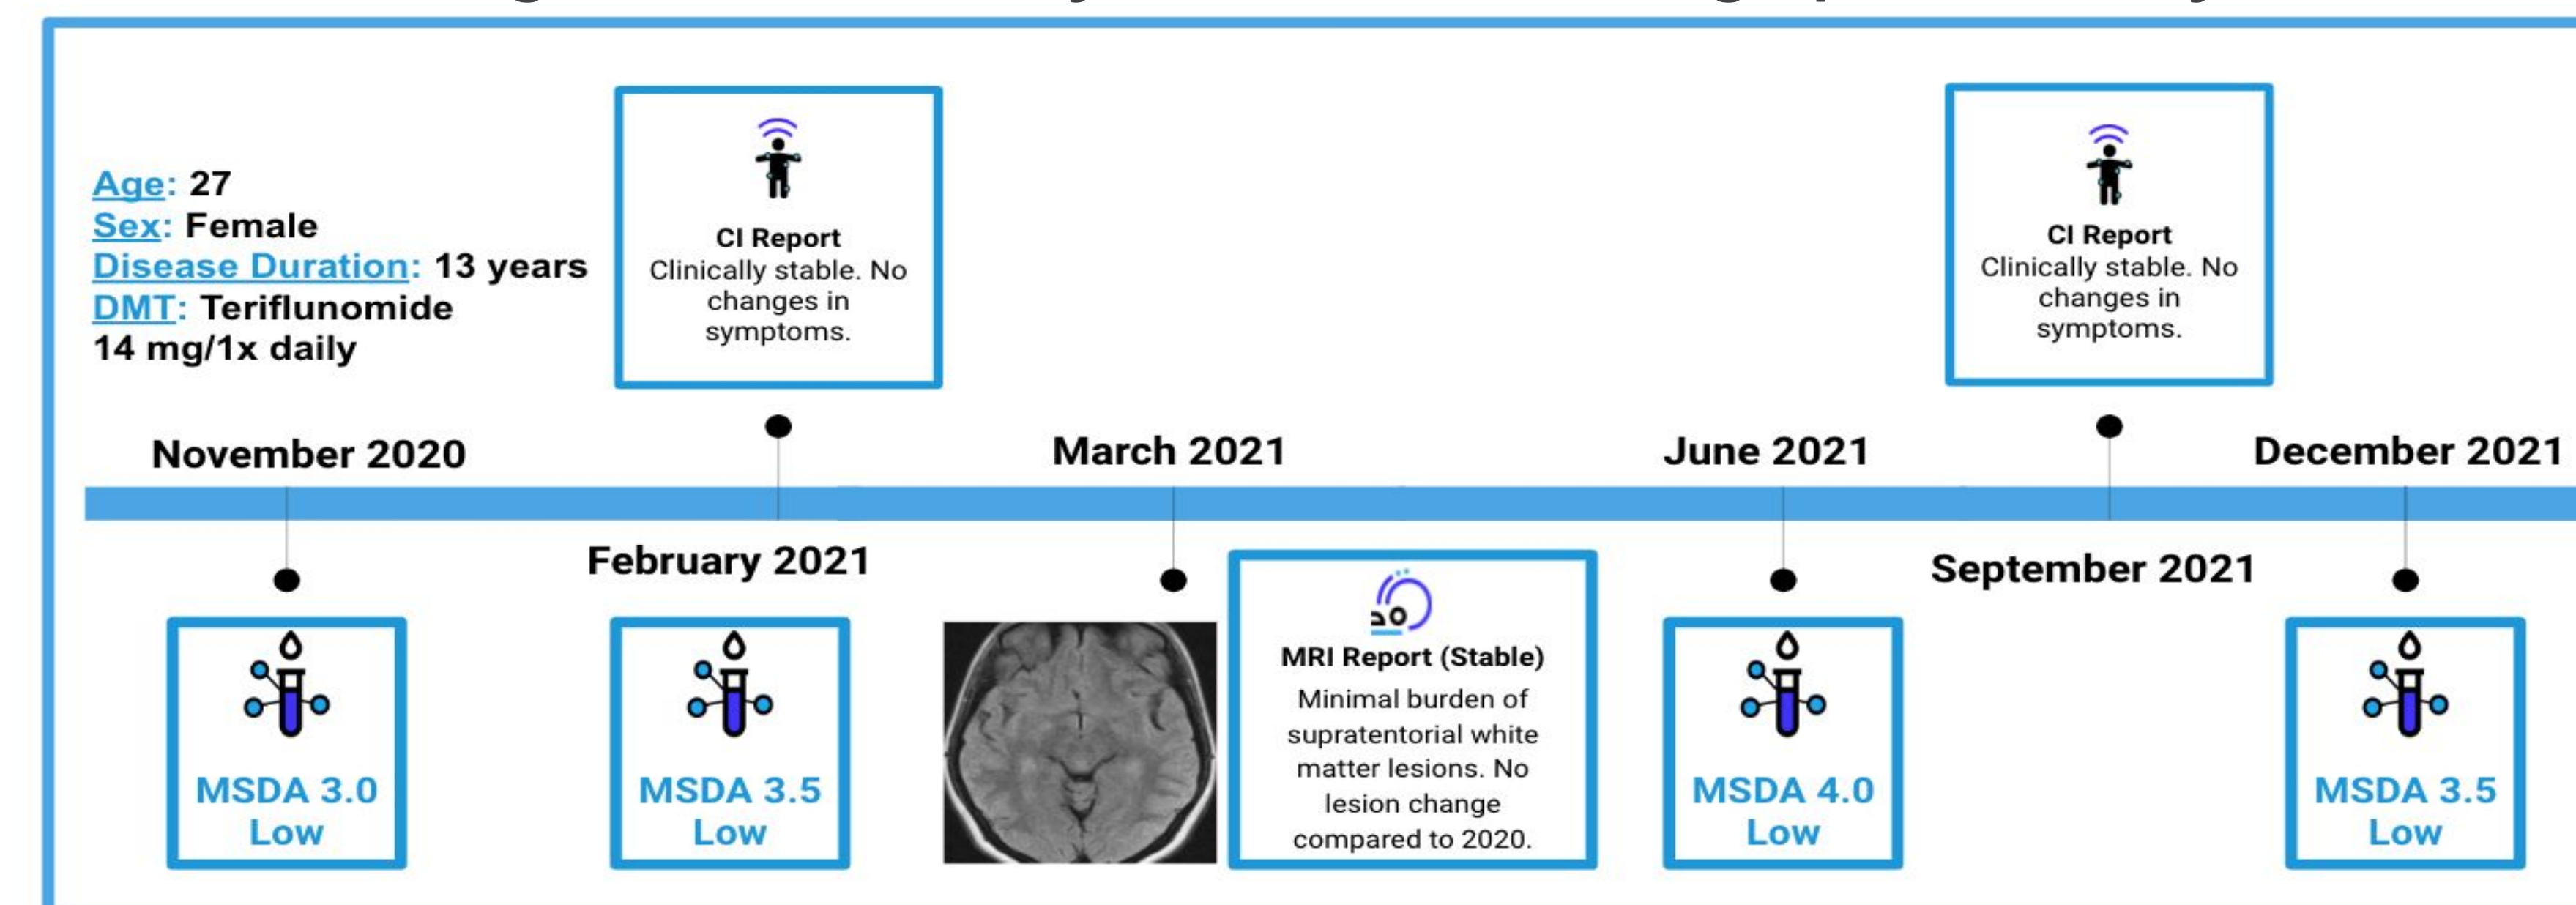 Age: 27
Sex: Female
Disease Duration: 13 years
DMT: Teriflunomide
14 mg/1x daily
CI Report
Clinically stable. No
changes in
symptoms.
CI Report
Clinically stable. No
changes in
symptoms.
November 2020
March 2021
June 2021
December 2021
February 2021
September 2021
MSDA 3.0
Low
MSDA 3.5
Low
MRI Report (Stable)
Minimal burden of
supratentorial white
matter lesions. No
lesion change
compared to 2020.
MSDA 4.0
Low
MSDA 3.5
Low